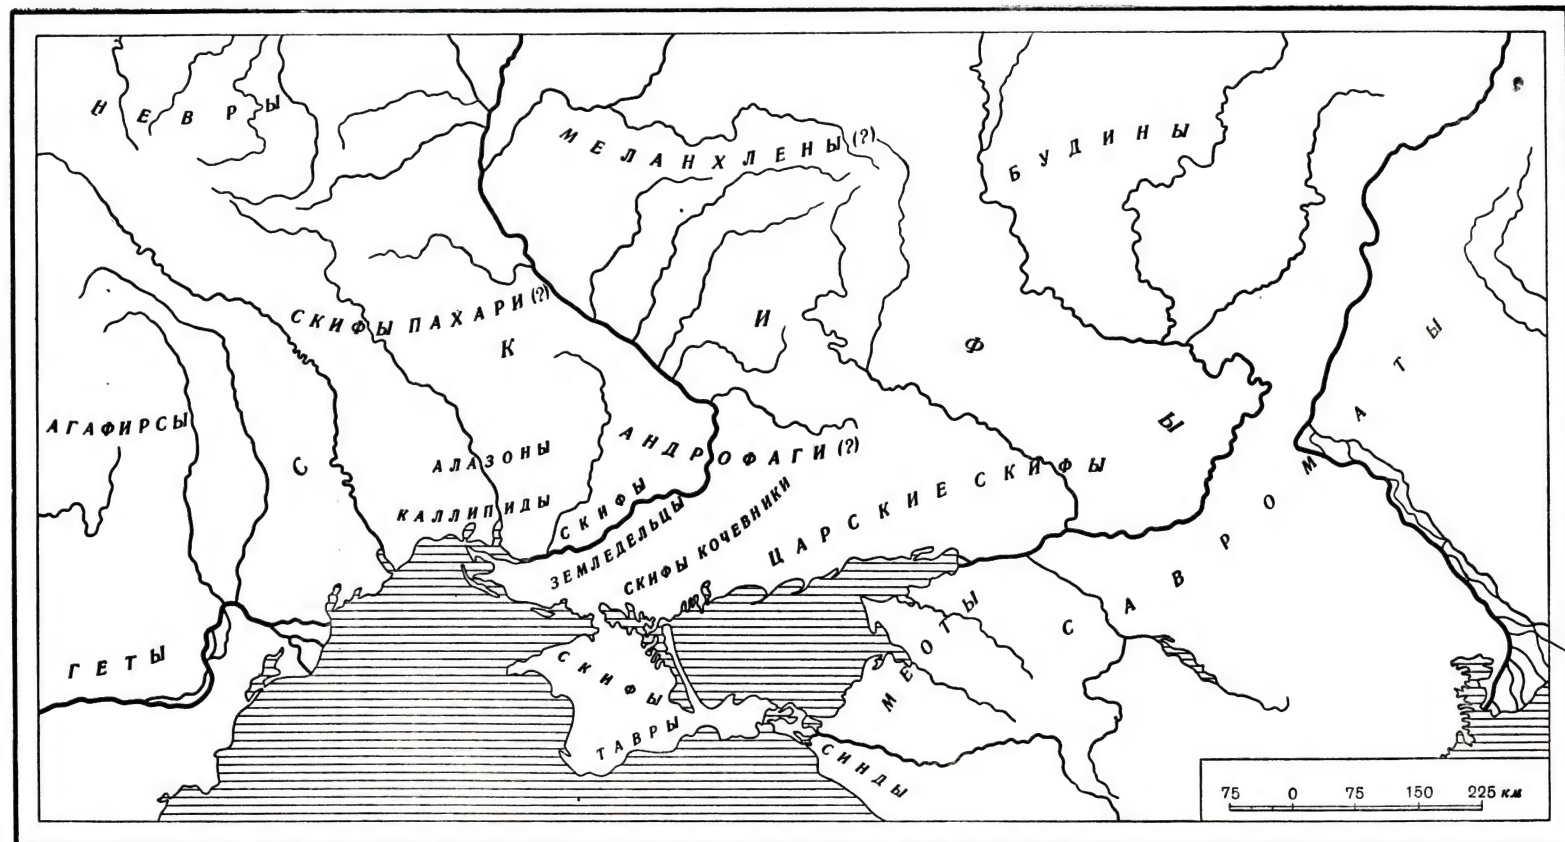 НЕВРЫ
МЕЛАНХЛЕНЫ (?)
БУДИНЫ
СКИФЫ ПАХАРИ (?)
СКИФЫ
АГАФИРСЫ
АЛАЗОНЫ
АНДРОФАГИ (?)
КАЛЛИПИДЫ
СКИФЫ
ЗЕМЛЕДЕЛЬЦЫ
СКИФЫ КОЧЕВНИКИ
ЦАРСКИЕ СКИФЫ
САВРОМАТЫ
ГЕТЫ
СКИФЫ
ТАВРЫ
МЕОТЫ
СИНДЫ
75 0 75 150 225 км